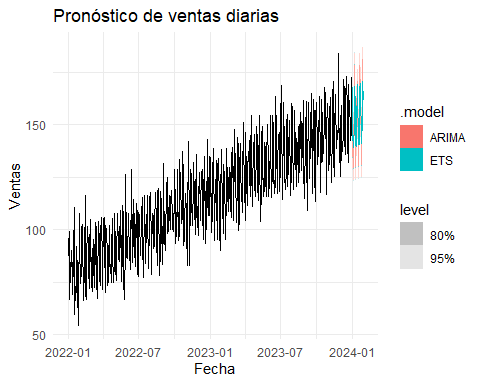 Pronóstico de ventas diarias
Ventas
150
100
50
2022-01
2022-07
2023-01
2023-07
2024-01
Fecha
.model
ARIMA
ETS
level
80%
95%